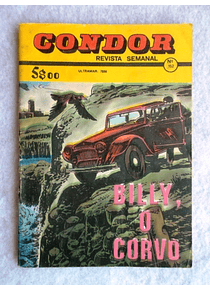 CONDOR
REVISTA SEMANAL
5$00
BILLY,
O
CORVO